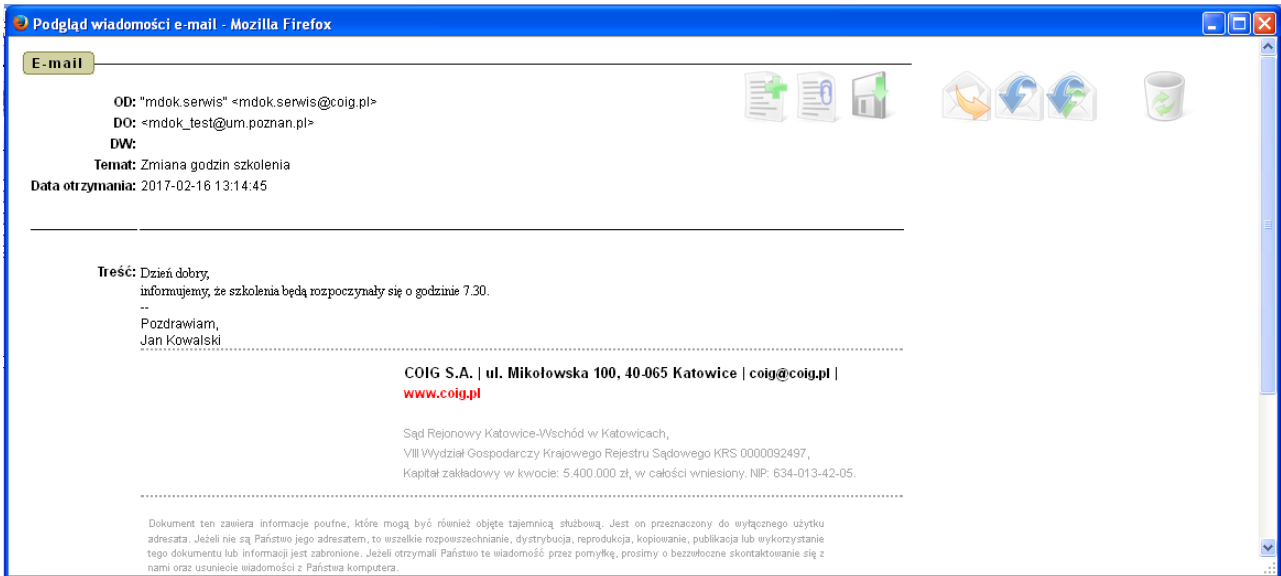 Podgląd wiadomości e-mail - Mozilla Firefox
E-mail
OD: "mdok.serwis" <mdok.serwis@coig.pl>
DO: <mdok_test@um.poznan.pl>
DW:
Temat: Zmiana godzin szkolenia
Data otrzymania: 2017-02-16 13:14:45
Treść: Dzień dobry,
informujemy, że szkolenia będą rozpoczynały się o godzinie 7.30.
--
Pozdrawiam,
Jan Kowalski
COIG S.A. | ul. Mikołowska 100, 40-065 Katowice | coig@coig.pl |
www.coig.pl
Sąd Rejonowy Katowice-Wschód w Katowicach,
VIII Wydział Gospodarczy Krajowego Rejestru Sądowego KRS 0000092497,
Kapitał zakładowy w kwocie: 5.400.000 zł, w całości wniesiony. NIP: 634-013-42-05.
Dokument ten zawiera informacje poufne, które mogą być również objęte tajemnicą służbową. Jest on przeznaczony do wyłącznego użytku
adresata. Jeżeli nie są Państwo jego adresatem, to wszelkie rozpowszechnianie, dystrybucja, reprodukcja, kopiowanie, publikacja lub wykorzystanie
tego dokumentu lub informacji jest zabronione. Jeżeli otrzymali Państwo te wiadomość przez pomyłkę, prosimy o bezzwłoczne skontaktowanie się z
nami oraz usuniecie wiadomości z Państwa komputera.